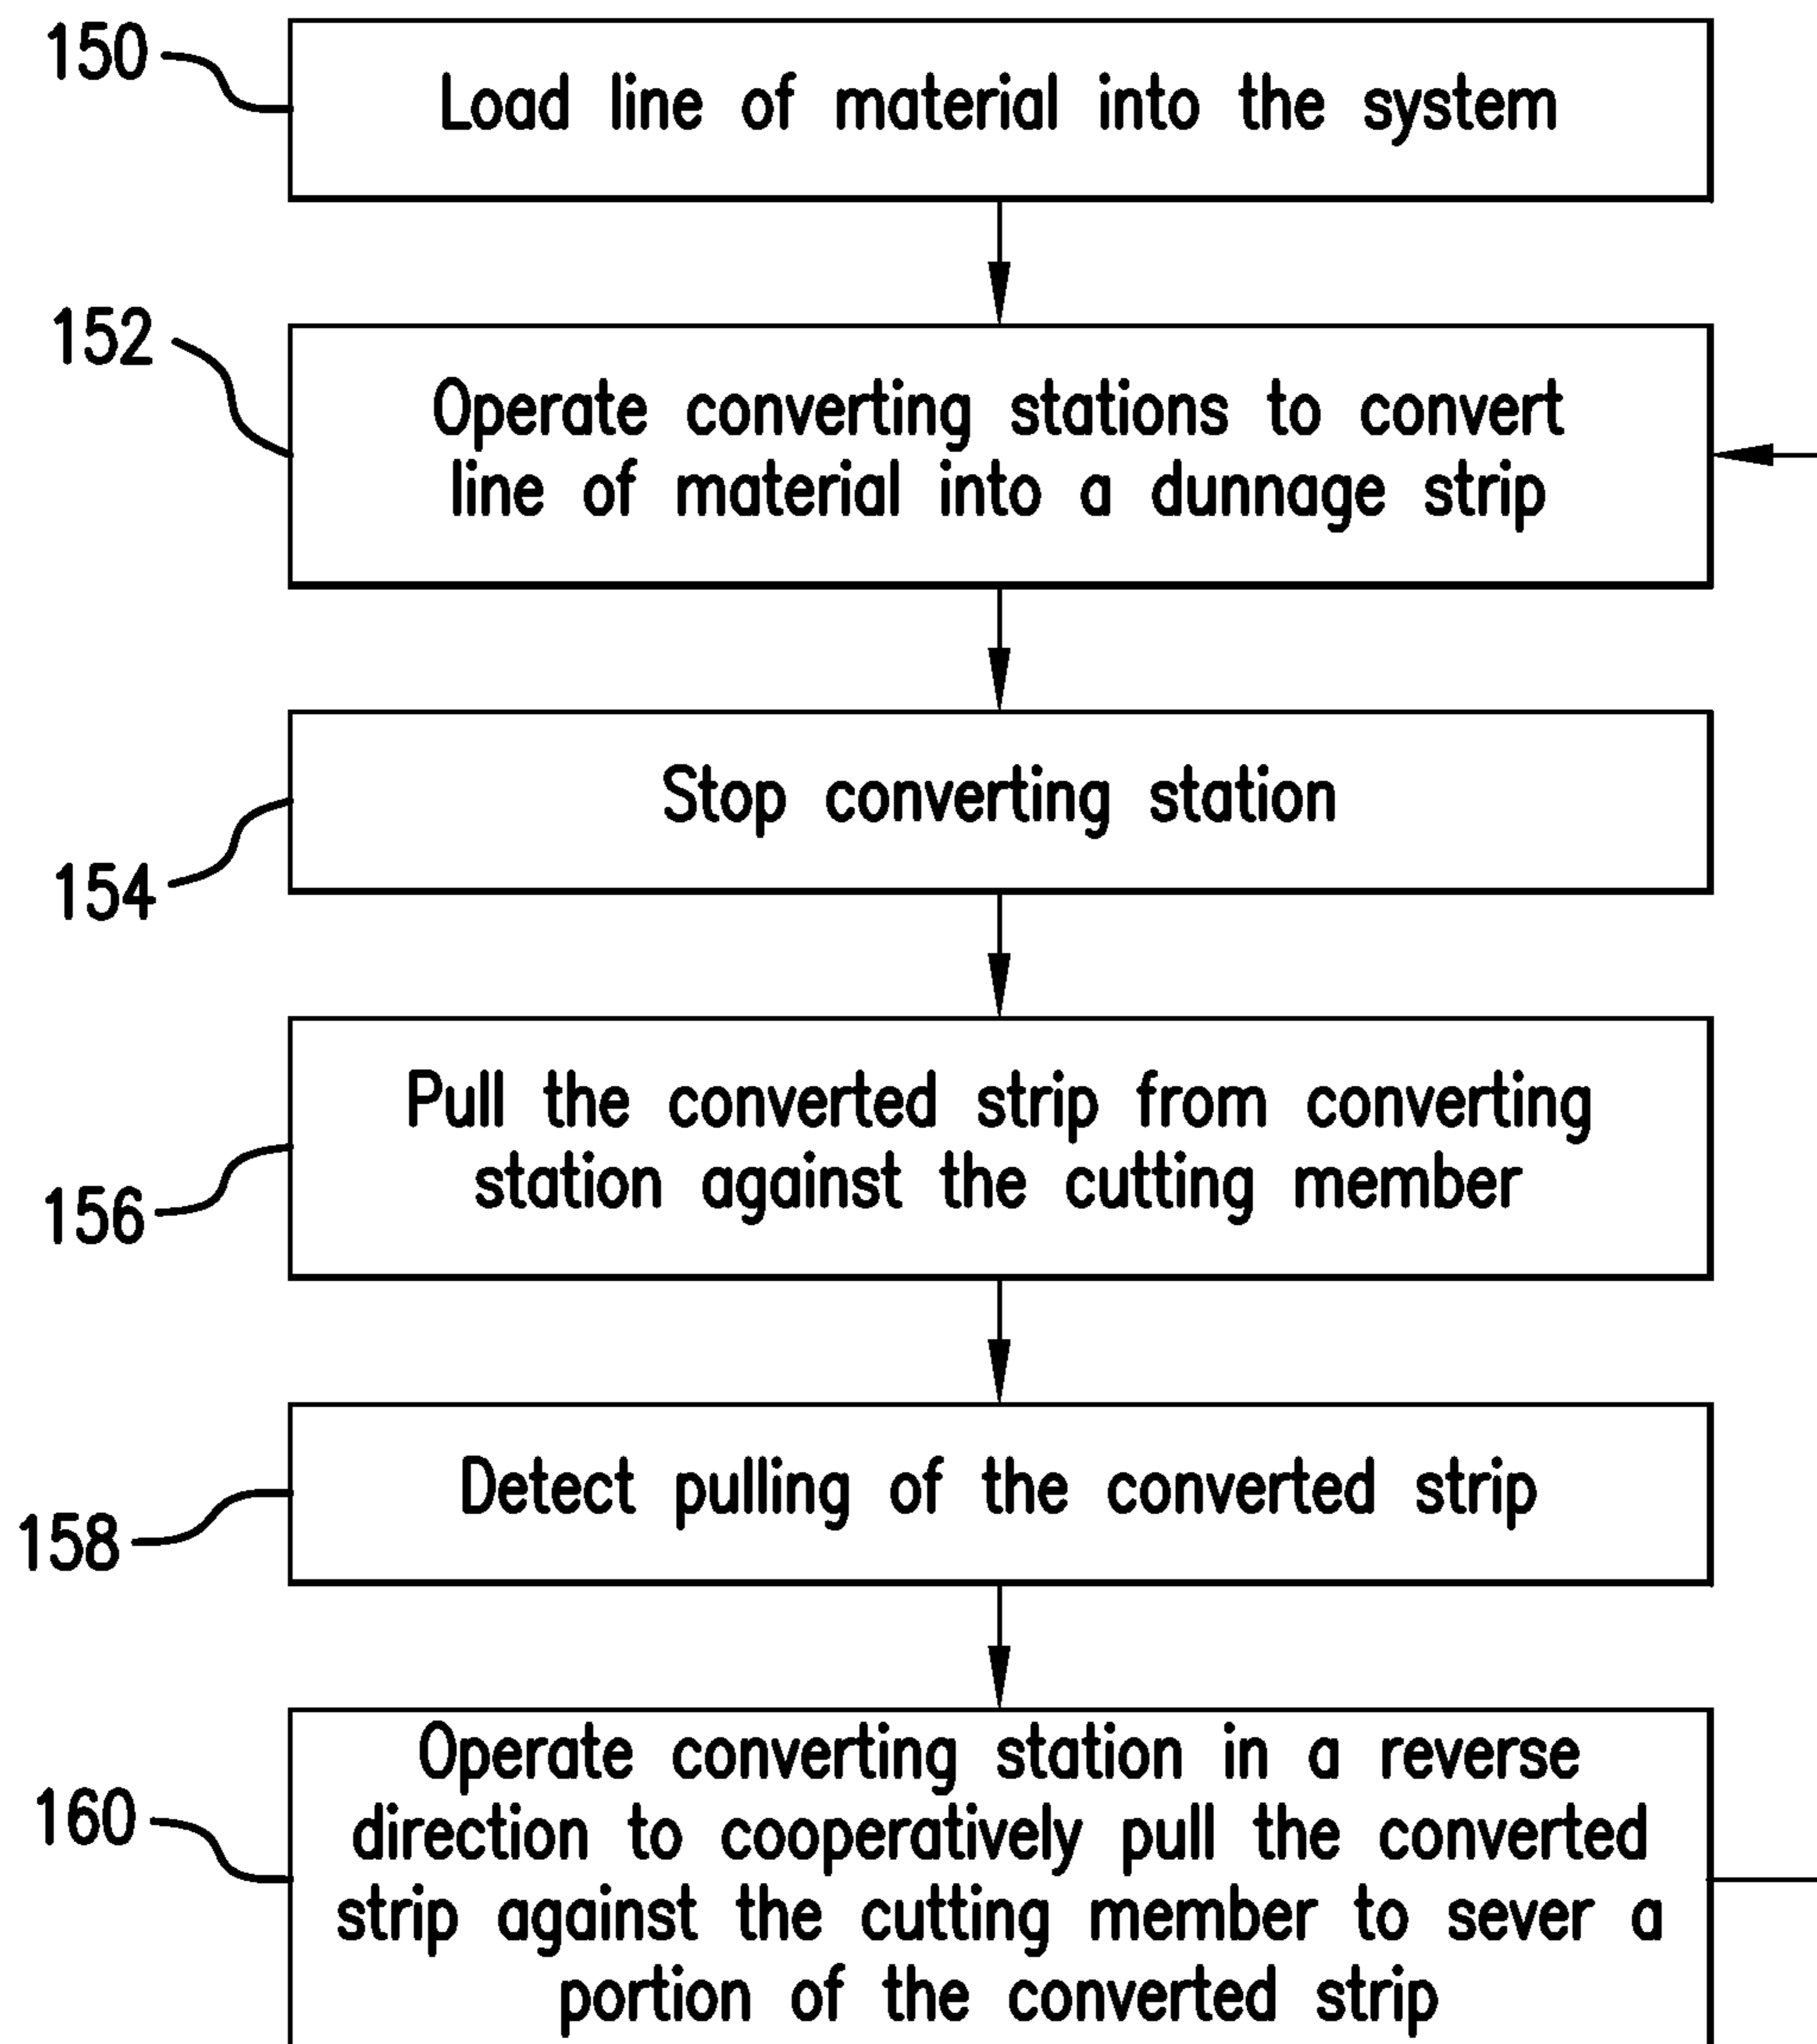 150
Load line of material into the system
152
Operate converting stations to convert
line of material into a dunnage strip
Stop converting station
154
Pull the converted strip from converting
station against the cutting member
156
Detect pulling of the converted strip
158
Operate converting station in a reverse
160
direction to cooperatively pull the converted
strip against the cutting member to sever a
portion of the converted strip